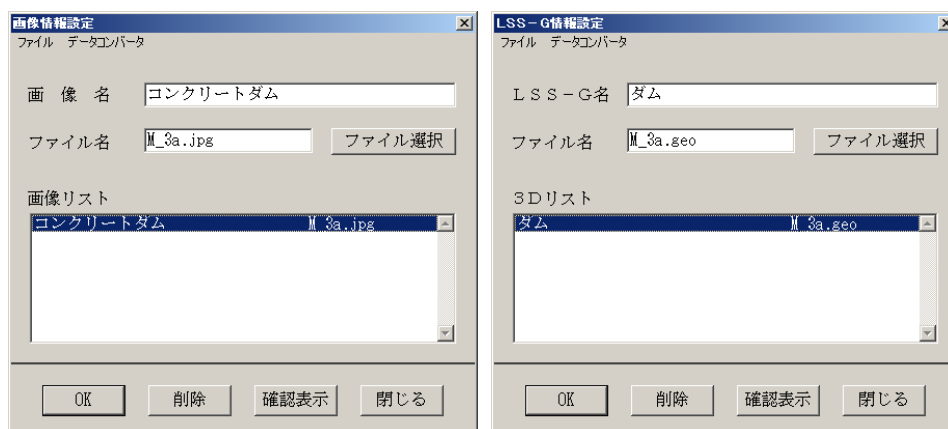 画像情報設定
ファイル データコンバータ
画 像 名 コンクリートダム
ファイル名 M_3a.jpg ファイル選択
画像リスト
コンクリートダム M_3a.jpg
OK 削除 確認表示 閉じる
LSS-G情報設定
ファイル データコンバータ
LSS-G名 ダム
ファイル名 M_3a.geo ファイル選択
3Dリスト
ダム M_3a.geo
OK 削除 確認表示 閉じる